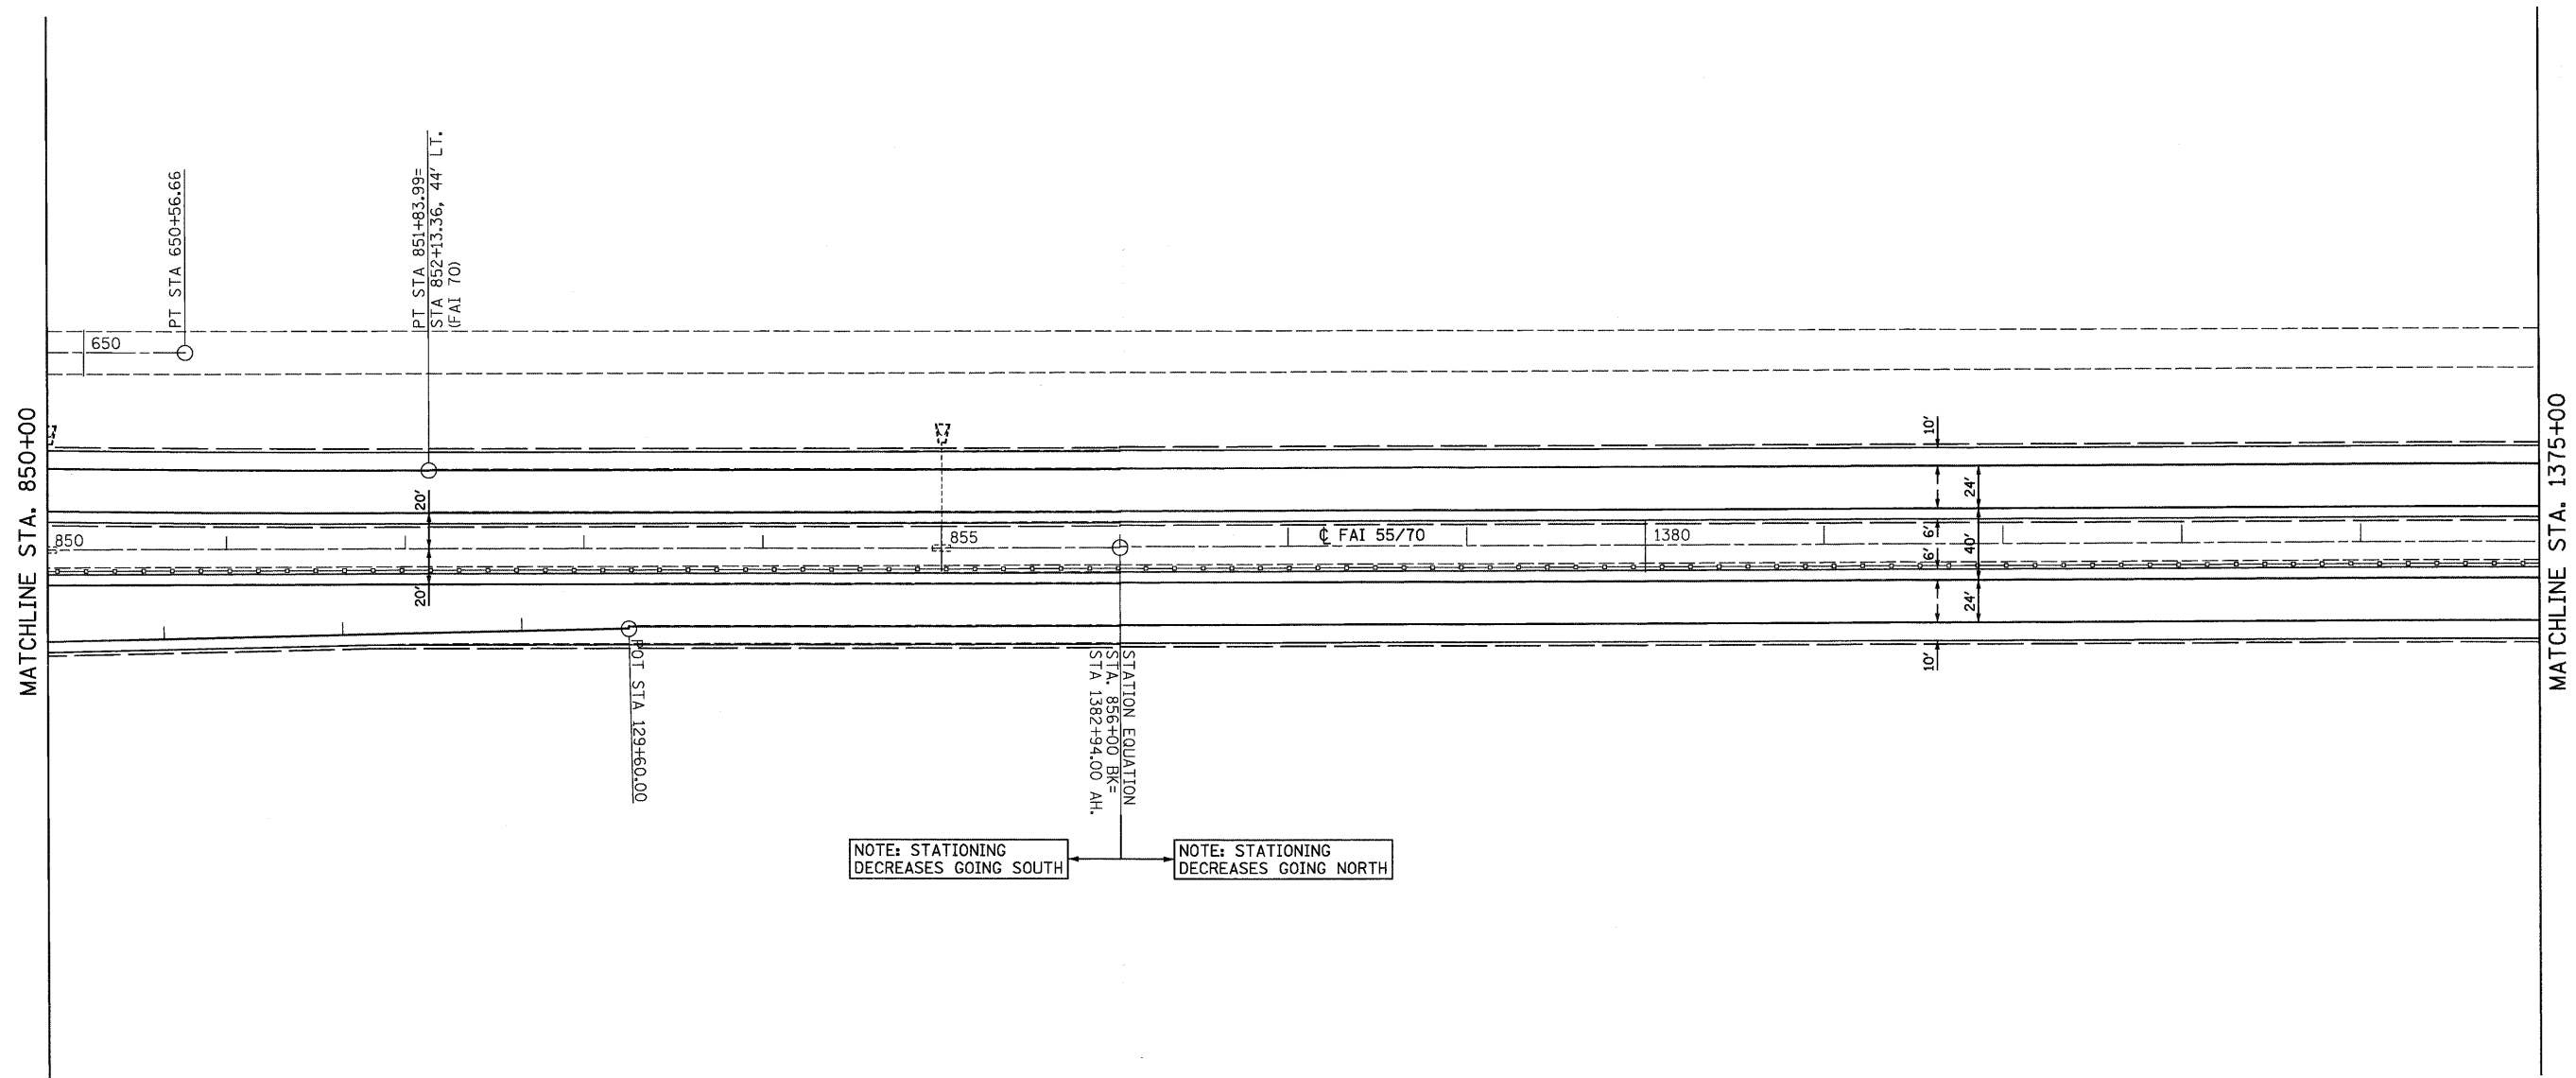 MATCHLINE STA. 850+00
PT STA 650+56.66
650
PT STA 851+83.99=
STA 852+13.36, 44' LT.
(FAI 70)
850
20'
20'
855
℄ FAI 55/70
1380
10'
6'
6'
10'
24'
40'
24'
POT STA 129+60.00
STATION EQUATION
STA. 856+00 BK=
STA 1382+94.00 AH.
NOTE: STATIONING
DECREASES GOING SOUTH
NOTE: STATIONING
DECREASES GOING NORTH
MATCHLINE STA. 1375+00